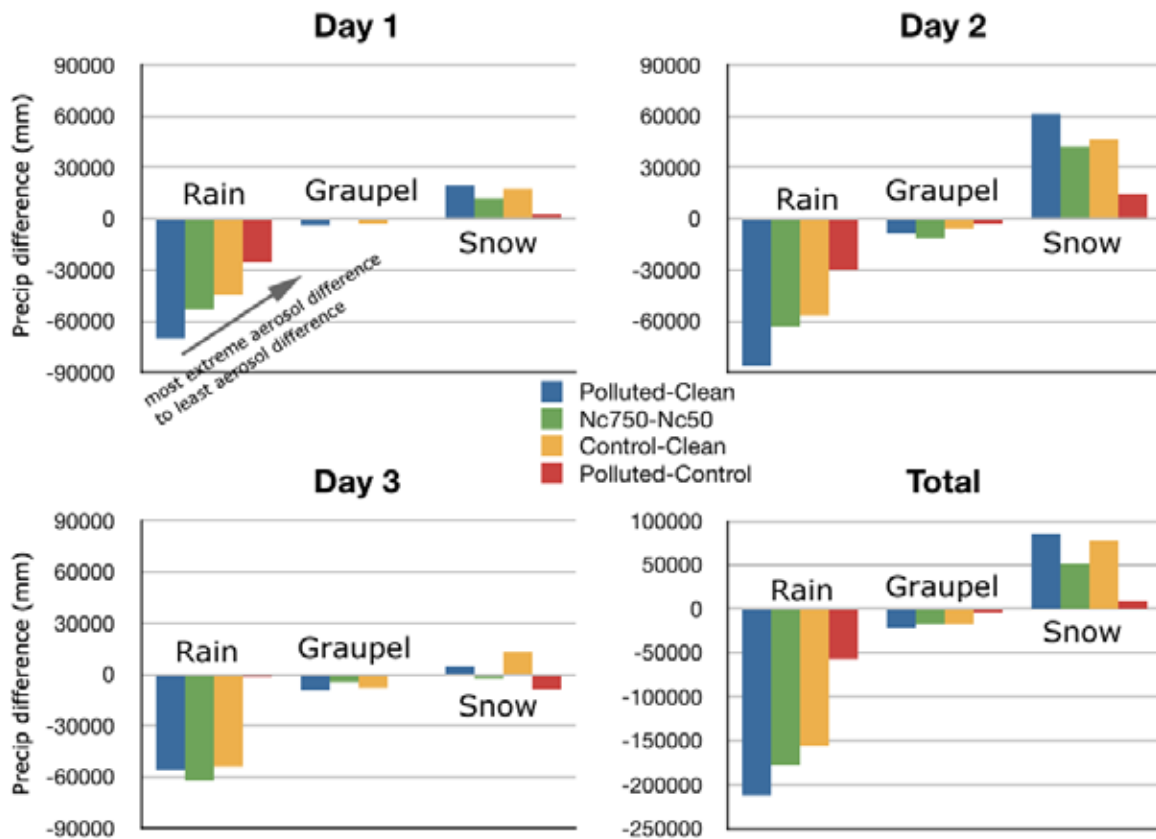 Day 1
Day 2
Precip difference (mm)
90000
60000
30000
0
-30000
-60000
-90000
Rain
Graupel
Snow
most extreme aerosol difference
to least aerosol difference
90000
60000
30000
0
-30000
-60000
Rain
Graupel
Snow
Polluted-Clean
Nc750-Nc50
Control-Clean
Polluted-Control
Day 3
Total
Precip difference (mm)
90000
60000
30000
0
-30000
-60000
-90000
Rain
Graupel
Snow
100000
50000
0
-50000
-100000
-150000
-200000
-250000
Rain
Graupel
Snow